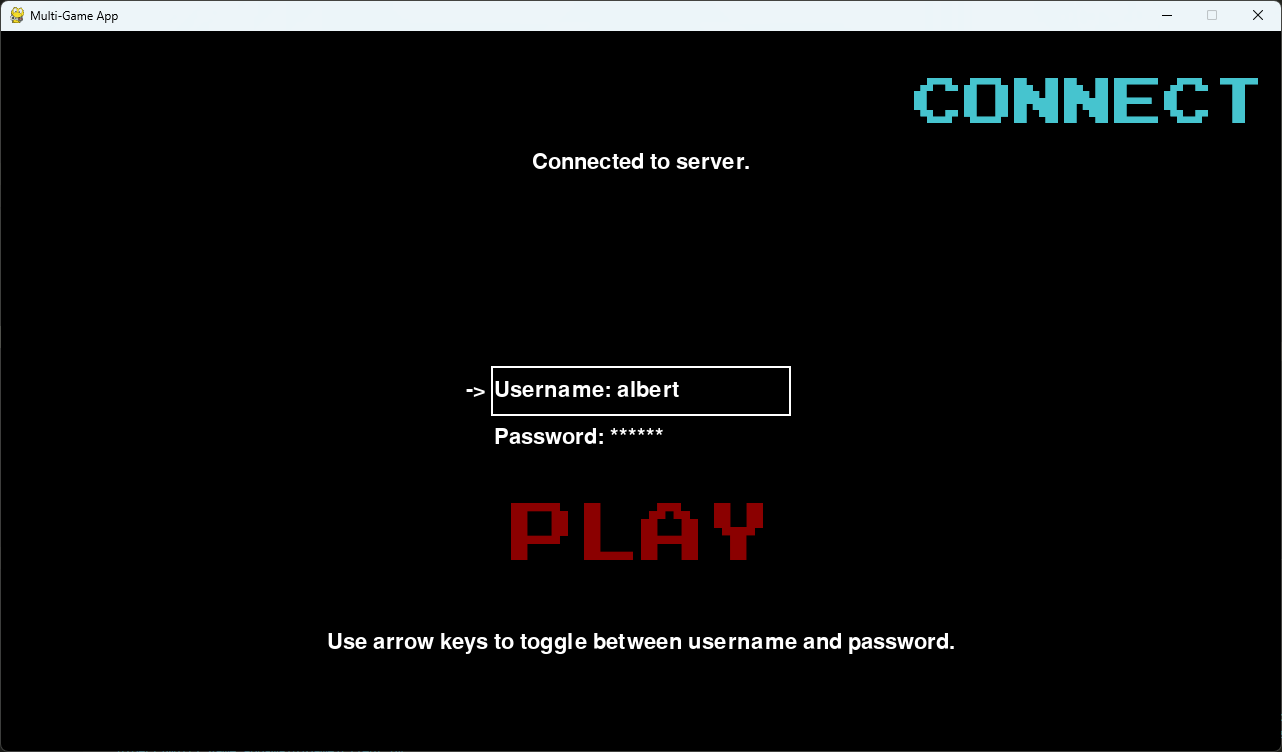 Multi-Game App
CONNECT
Connected to server.
-> Username: albert
Password: ******
PLAY
Use arrow keys to toggle between username and password.